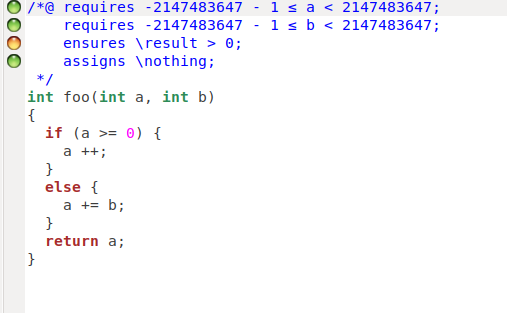 /*@ requires -2147483647 - 1 ≤ a < 2147483647;
    requires -2147483647 - 1 ≤ b < 2147483647;
    ensures \result > 0;
    assigns \nothing;
 */
int foo(int a, int b)
{
  if (a >= 0) {
    a ++;
  }
  else {
    a += b;
  }
  return a;
}